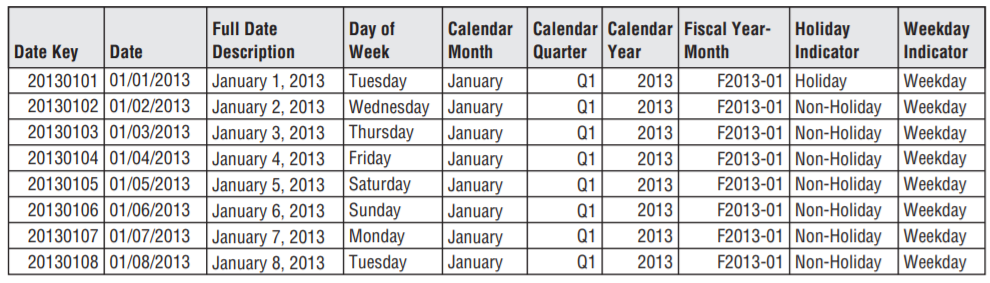 Date Key Date Full Date Description Day of Week Calendar Month Calendar Quarter Calendar Year Fiscal Year-Month Holiday Indicator Weekday Indicator
20130101 01/01/2013 January 1, 2013 Tuesday January Q1 2013 F2013-01 Holiday Weekday
20130102 01/02/2013 January 2, 2013 Wednesday January Q1 2013 F2013-01 Non-Holiday Weekday
20130103 01/03/2013 January 3, 2013 Thursday January Q1 2013 F2013-01 Non-Holiday Weekday
20130104 01/04/2013 January 4, 2013 Friday January Q1 2013 F2013-01 Non-Holiday Weekday
20130105 01/05/2013 January 5, 2013 Saturday January Q1 2013 F2013-01 Non-Holiday Weekday
20130106 01/06/2013 January 6, 2013 Sunday January Q1 2013 F2013-01 Non-Holiday Weekday
20130107 01/07/2013 January 7, 2013 Monday January Q1 2013 F2013-01 Non-Holiday Weekday
20130108 01/08/2013 January 8, 2013 Tuesday January Q1 2013 F2013-01 Non-Holiday Weekday